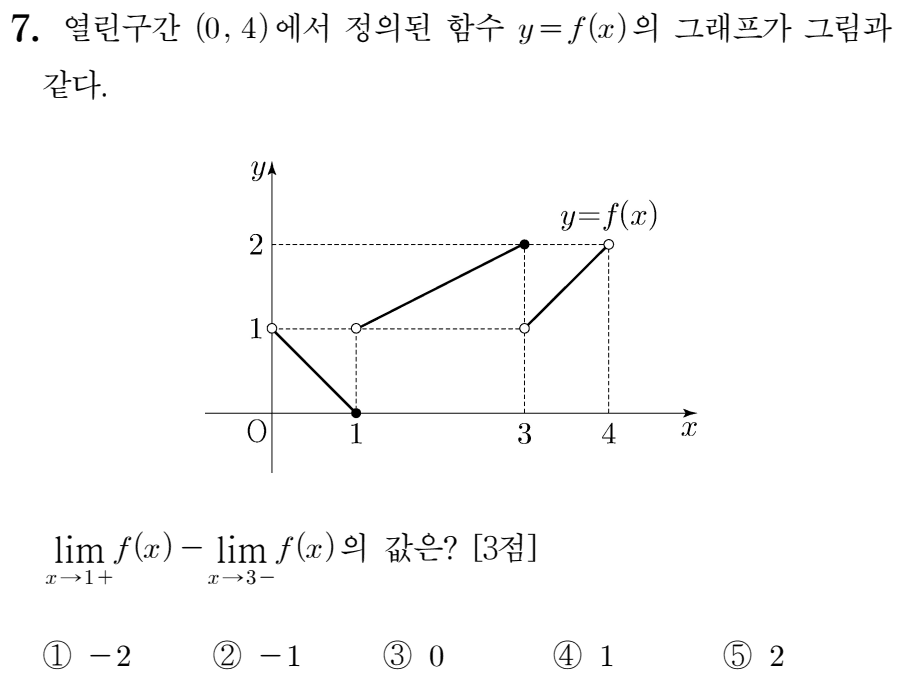 7. 열린구간 (0, 4)에서 정의된 함수 y=f(x)의 그래프가 그림과
같다.
y
y=f(x)
2
1
O 1 3 4 x
lim f(x) − lim f(x)의 값은? [3점]
x→1+ x→3−
① −2 ② −1 ③ 0 ④ 1 ⑤ 2